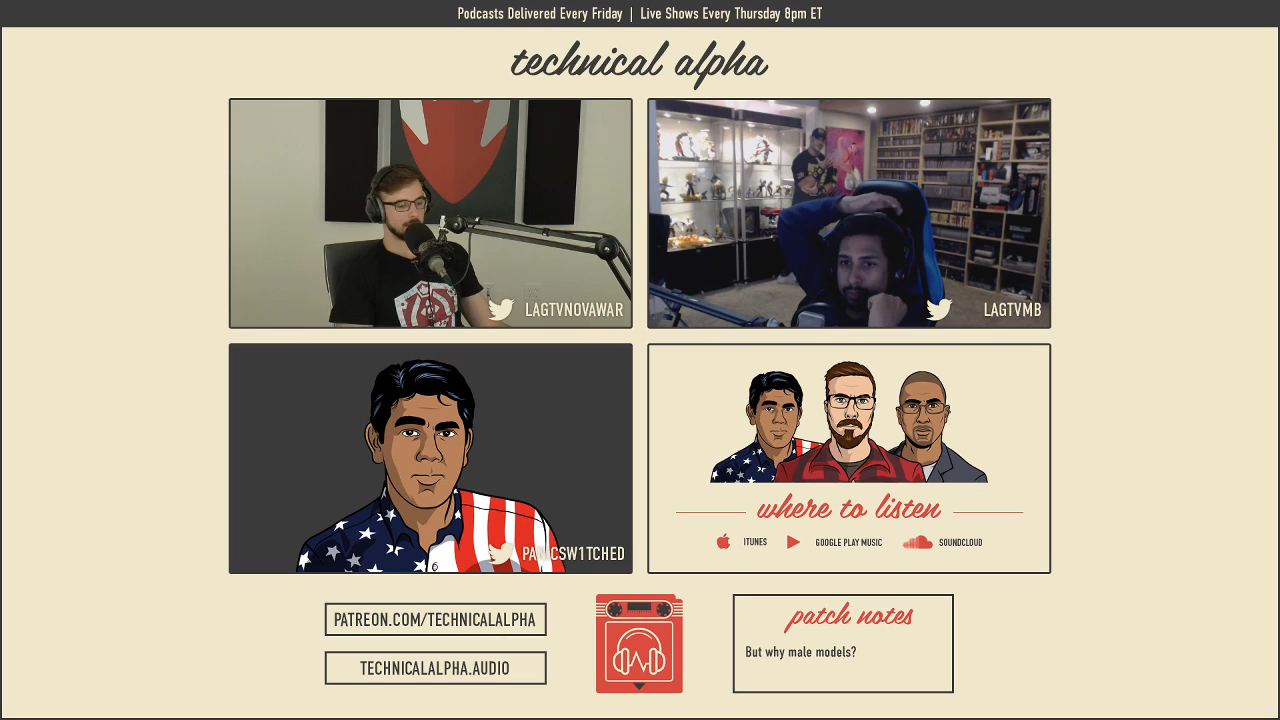 Podcasts Delivered Every Friday | Live Shows Every Thursday 8pm ET
technical alpha
LAGTVNOVAWAR
LAGTVMB
PANICSW1TCHED
where to listen
ITUNES
GOOGLE PLAY MUSIC
SOUNDCLOUD
PATREON.COM/TECHNICALALPHA
TECHNICALALPHA.AUDIO
patch notes
But why male models?